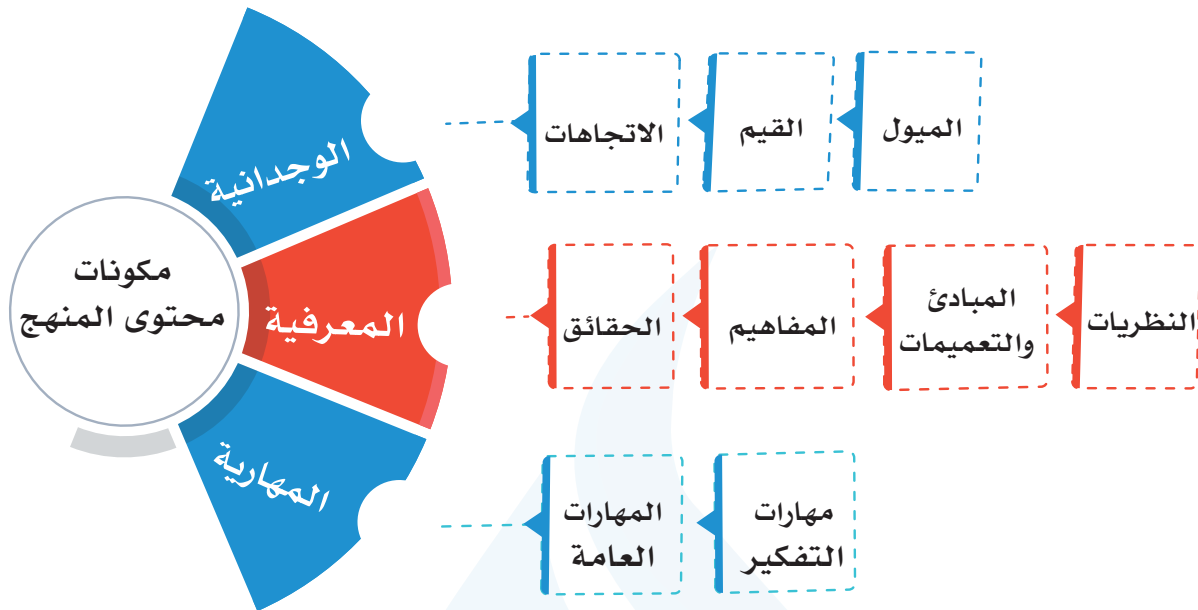 مكونات
محتوى المنهج
الوجدانية
الاتجاهات
القيم
الميول
المعرفية
الحقائق
المفاهيم
المبادئ
والتعميمات
النظريات
المهارية
المهارات
العامة
مهارات
التفكير